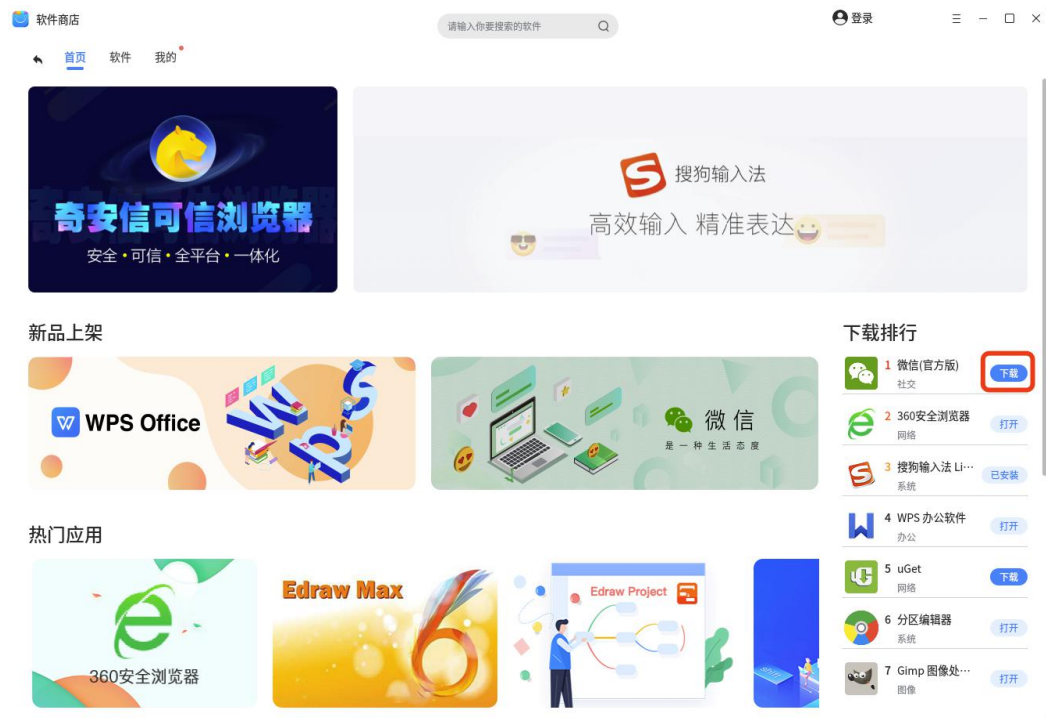 软件商店
请输入你要搜索的软件
登录
首页
软件
我的
奇安信可信浏览器
安全·可信·全平台·一体化
搜狗输入法
高效输入 精准表达
新品上架
WPS Office
微信
是一种生活态度
热门应用
360安全浏览器
Edraw Max
6
Edraw Project
下载排行
1 微信(官方版)
社交
下载
2 360安全浏览器
网络
打开
3 搜狗输入法 Li···
系统
已安装
4 WPS 办公软件
办公
打开
5 uGet
网络
下载
6 分区编辑器
系统
打开
7 Gimp 图像处···
图像
打开